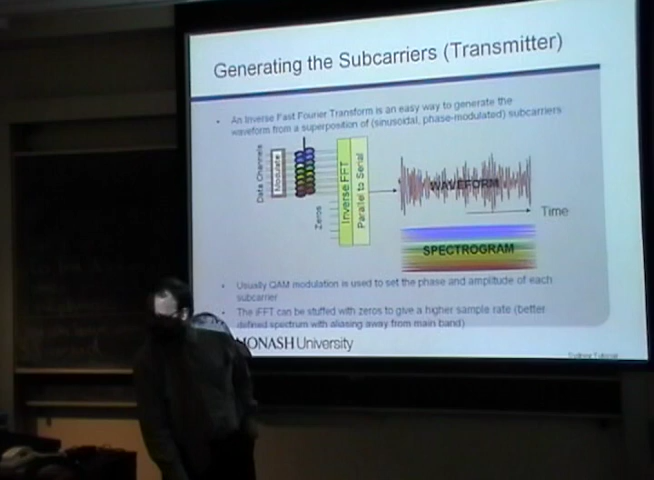 Generating the Subcarriers (Transmitter)
An Inverse Fast Fourier Transform is an easy way to generate the
waveform from a superposition of (sinusoidal, phase-modulated) subcarriers
Data Channels
Modulate
Zeros
Inverse FFT
Parallel to Serial
WAVEFORM
Time
SPECTROGRAM
Usually QAM modulation is used to set the phase and amplitude of each
subcarrier
The iFFT can be stuffed with zeros to give a higher sample rate (better
defined spectrum with aliasing away from main band)
MONASH University